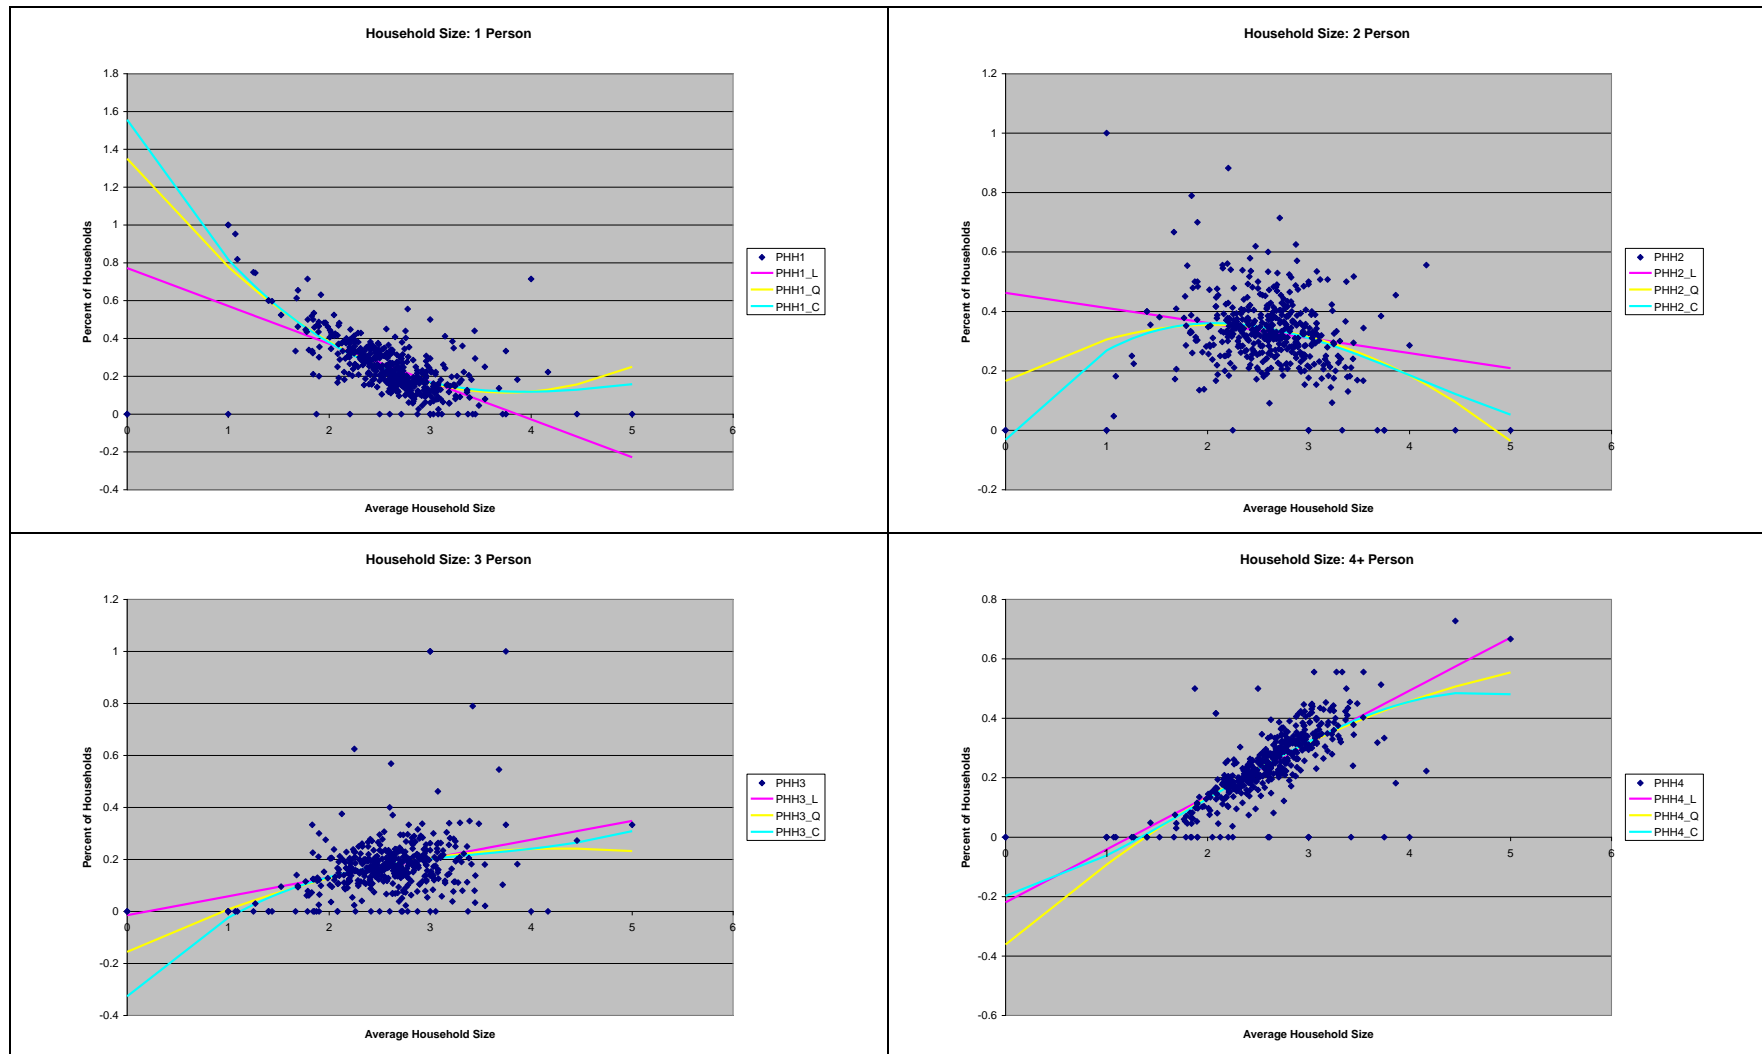 Household Size: 1 Person
1.8
1.6
1.4
1.2
1
0.8
0.6
0.4
0.2
0
-0.2
-0.4
0 1 2 3 4 5 6
Percent of Households
Average Household Size
PHH1
PHH1_L
PHH1_Q
PHH1_C
Household Size: 2 Person
1.2
1
0.8
0.6
0.4
0.2
0
-0.2
0 1 2 3 4 5 6
Percent of Households
Average Household Size
PHH2
PHH2_L
PHH2_Q
PHH2_C
Household Size: 3 Person
1.2
1
0.8
0.6
0.4
0.2
0
-0.2
-0.4
0 1 2 3 4 5 6
Percent of Households
Average Household Size
PHH3
PHH3_L
PHH3_Q
PHH3_C
Household Size: 4+ Person
0.8
0.6
0.4
0.2
0
-0.2
-0.4
-0.6
0 1 2 3 4 5 6
Percent of Households
Average Household Size
PHH4
PHH4_L
PHH4_Q
PHH4_C